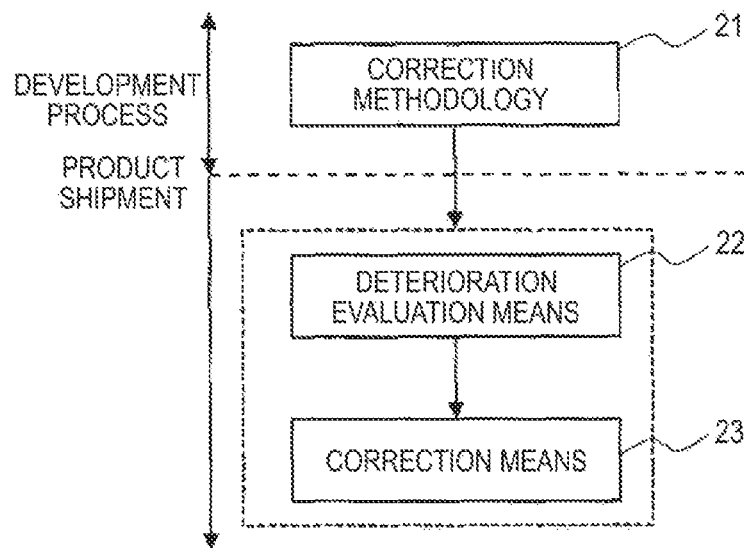 21
CORRECTION
METHODOLOGY
DEVELOPMENT
PROCESS
PRODUCT
SHIPMENT
22
DETERIORATION
EVALUATION MEANS
23
CORRECTION MEANS